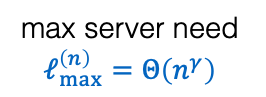 max server need
ℓ_max^(n) = Θ(n^γ)